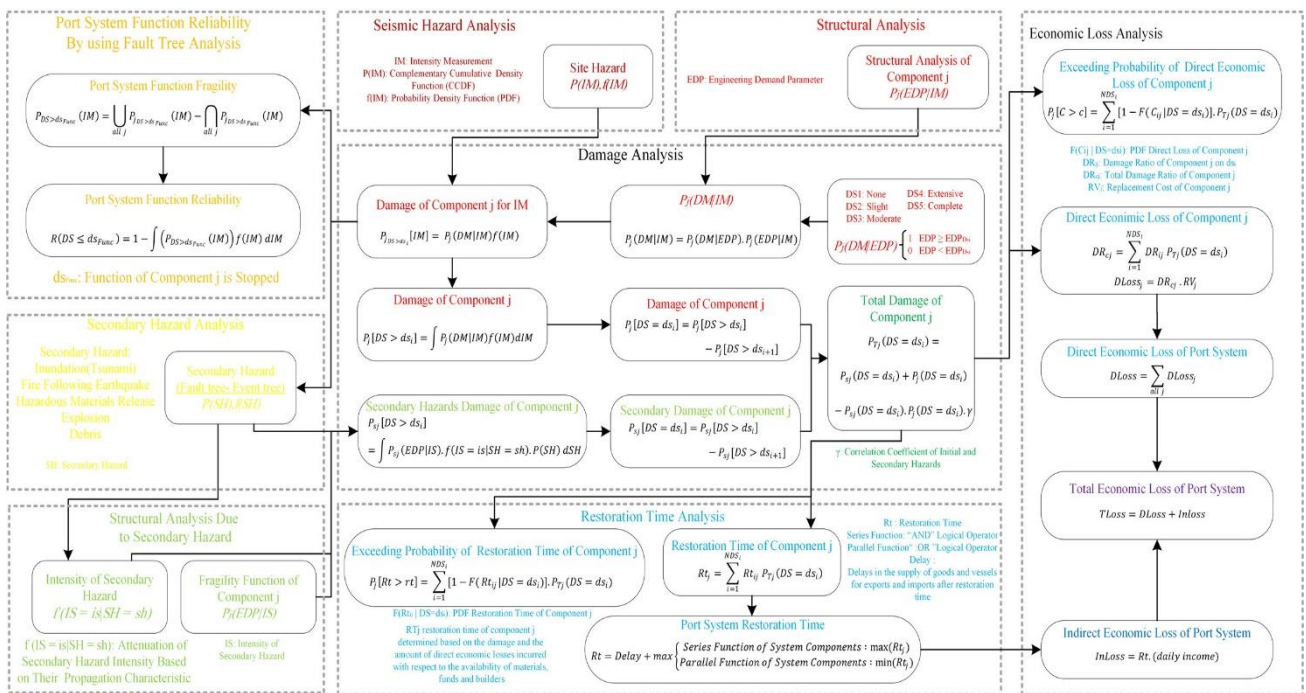 Port System Function Reliability
By using Fault Tree Analysis
Port System Function Fragility
P_{DS>ds_{Func}} (IM) = ⋃_{all j} P_{jDS>ds_{Func}} (IM) − ⋂_{all j} P_{jDS>ds_{Func}} (IM)
Port System Function Reliability
R(DS ≤ ds_{Func}) = 1 − ∫ (P_{DS>ds_{Func}} (IM)) f(IM) dIM
ds_{Func}: Function of Component j is Stopped
Seismic Hazard Analysis
IM: Intensity Measurement
P(IM): Complementary Cumulative Density
Function (CCDF)
f(IM): Probability Density Function (PDF)
Site Hazard
P(IM),f(IM)
Structural Analysis
EDP: Engineering Demand Parameter
Structural Analysis of
Component j
P_j(EDP|IM)
Damage Analysis
Damage of Component j for IM
P_{jDS>ds_i}[IM] = P_j(DM|IM)f(IM)
P_j(DM|IM)
P_j(DM|IM) = P_j(DM|EDP). P_j(EDP|IM)
DS1: None DS4: Extensive
DS2: Slight DS5: Complete
DS3: Moderate
P_j(DM|EDP) { 1 EDP ≥ EDP_{Dsi}
0 EDP < EDP_{Dsi}
Damage of Component j
P_j[DS > ds_i] = ∫ P_j(DM|IM)f(IM)dIM
Damage of Component j
P_j[DS = ds_i] = P_j[DS > ds_i]
− P_j[DS > ds_{i+1}]
Total Damage of
Component j
P_{Tj}(DS = ds_i) =
P_{sj}(DS = ds_i) + P_j(DS = ds_i)
− P_{sj}(DS = ds_i). P_j(DS = ds_i). γ
γ Correlation Coefficient of Initial and
Secondary Hazards
Secondary Hazards Damage of Component j
P_{sj}[DS > ds_i]
= ∫ P_{sj}(EDP|IS). f(IS = is|SH = sh). P(SH) dSH
Secondary Damage of Component j
P_{sj}[DS = ds_i] = P_{sj}[DS > ds_i]
− P_{sj}[DS > ds_{i+1}]
Secondary Hazard Analysis
Secondary Hazard:
Inundation(Tsunami)
Fire Following Earthquake
Hazardous Materials Release
Explosion
Debris
SH: Secondary Hazard
Secondary Hazard
(Fault tree- Event tree)
P(SH),f(SH)
Structural Analysis Due
to Secondary Hazard
Intensity of Secondary
Hazard
f (IS = is|SH = sh)
Fragility Function of
Component j
P_j(EDP|IS)
f (IS = is|SH = sh): Attenuation of
Secondary Hazard Intensity Based
on Their Propagation Characteristic
IS: Intensity of
Secondary Hazard
Restoration Time Analysis
Exceeding Probability of Restoration Time of Component j
P_j[Rt > rt] = ∑_{i=1}^{NDS_i} [1 − F( Rt_{ij}|DS = ds_i)]. P_{Tj}(DS = ds_i)
F(Rt_{ij} | DS=ds_i): PDF Restoration Time of Component j
RTj restoration time of component j
determined based on the damage and the
amount of direct economic losses incurred
with respect to the availability of materials,
funds and builders
Restoration Time of Component j
Rt_j = ∑_{i=1}^{NDS_i} Rt_{ij} P_{Tj}(DS = ds_i)
Rt : Restoration Time
Series Function: “AND” Logical Operator
Parallel Function“ :OR ”Logical Operator
Delay :
Delays in the supply of goods and vessels
for exports and imports after restoration
time
Port System Restoration Time
Rt = Delay + max { Series Function of System Components : max(Rt_j)
Parallel Function of System Components : min(Rt_j)
Economic Loss Analysis
Exceeding Probability of Direct Economic
Loss of Component j
P_j[C > c] = ∑_{i=1}^{NDS_i} [1 − F( C_{ij}|DS = ds_i)]. P_{Tj}(DS = ds_i)
F(Cij | DS=dsi): PDF Direct Loss of Component j
DR_{ij}: Damage Ratio of Component j on ds_i
DR_{cj}: Total Damage Ratio of Component j
RV_j: Replacement Cost of Component j
Direct Econimic Loss of Component j
DR_{cj} = ∑_{i=1}^{NDS_i} DR_{ij} P_{Tj}(DS = ds_i)
DLoss_j = DR_{cj} . RV_j
Direct Economic Loss of Port System
DLoss = ∑_{all j} DLoss_j
Total Economic Loss of Port System
TLoss = DLoss + Inloss
Indirect Economic Loss of Port System
InLoss = Rt. (daily income)